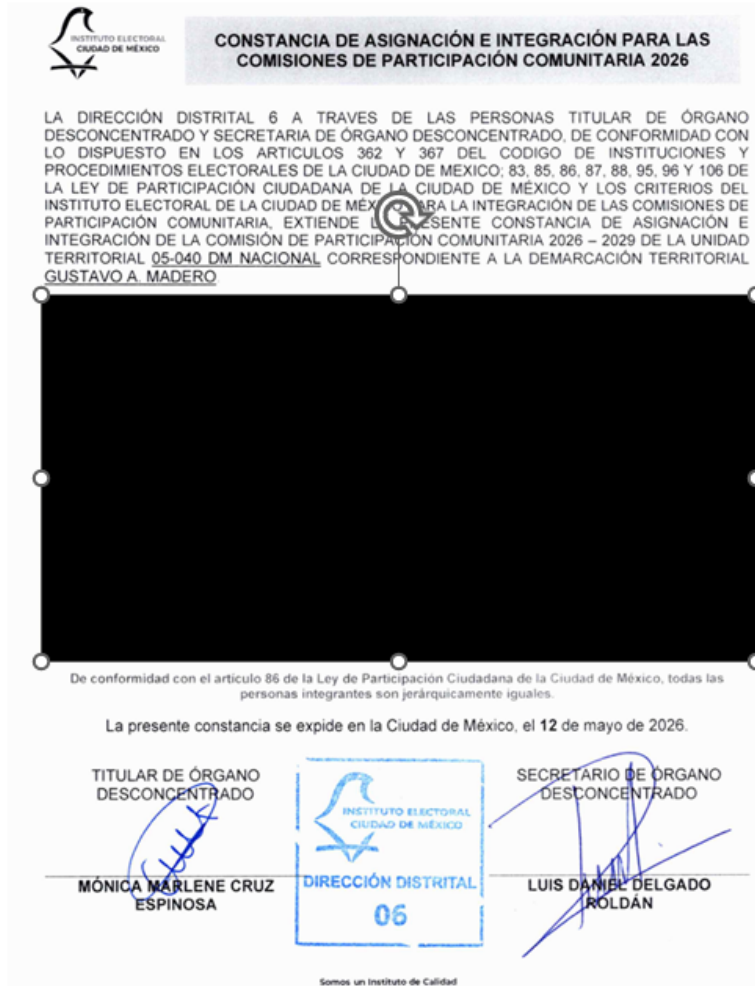 INSTITUTO ELECTORAL
CIUDAD DE MÉXICO
CONSTANCIA DE ASIGNACIÓN E INTEGRACIÓN PARA LAS
COMISIONES DE PARTICIPACIÓN COMUNITARIA 2026
LA DIRECCIÓN DISTRITAL 6 A TRAVES DE LAS PERSONAS TITULAR DE ÓRGANO
DESCONCENTRADO Y SECRETARIA DE ÓRGANO DESCONCENTRADO, DE CONFORMIDAD CON
LO DISPUESTO EN LOS ARTICULOS 362 Y 367 DEL CODIGO DE INSTITUCIONES Y
PROCEDIMIENTOS ELECTORALES DE LA CIUDAD DE MEXICO; 83, 85, 86, 87, 88, 95, 96 Y 106 DE
LA LEY DE PARTICIPACIÓN CIUDADANA DE LA CIUDAD DE MÉXICO Y LOS CRITERIOS DEL
INSTITUTO ELECTORAL DE LA CIUDAD DE MÉXICO PARA LA INTEGRACIÓN DE LAS COMISIONES DE
PARTICIPACIÓN COMUNITARIA, EXTIENDE LA PRESENTE CONSTANCIA DE ASIGNACIÓN E
INTEGRACIÓN DE LA COMISIÓN DE PARTICIPACIÓN COMUNITARIA 2026 – 2029 DE LA UNIDAD
TERRITORIAL 05-040 DM NACIONAL CORRESPONDIENTE A LA DEMARCACIÓN TERRITORIAL
GUSTAVO A. MADERO
De conformidad con el artículo 86 de la Ley de Participación Ciudadana de la Ciudad de México, todas las
personas integrantes son jerárquicamente iguales.
La presente constancia se expide en la Ciudad de México, el 12 de mayo de 2026.
TITULAR DE ÓRGANO
DESCONCENTRADO
MÓNICA MARLENE CRUZ
ESPINOSA
INSTITUTO ELECTORAL
CIUDAD DE MÉXICO
DIRECCIÓN DISTRITAL
06
SECRETARIO DE ÓRGANO
DESCONCENTRADO
LUIS DANIEL DELGADO
ROLDÁN
Somos un Instituto de Calidad